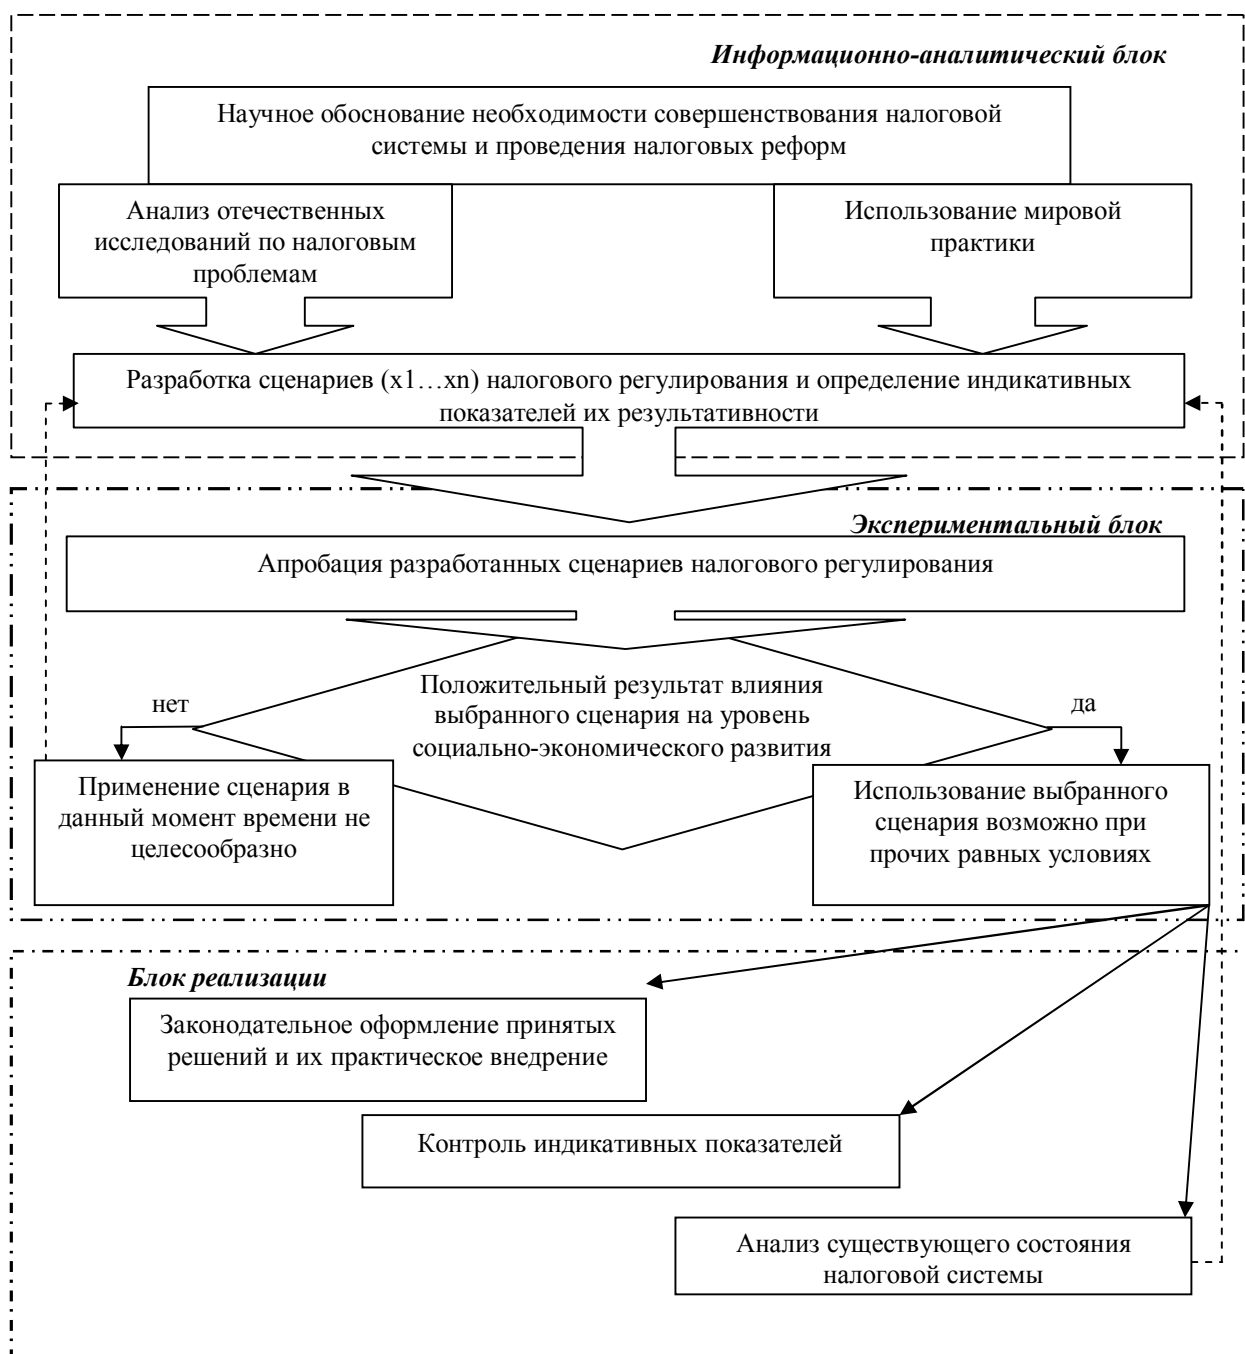 Информационно-аналитический блок
Научное обоснование необходимости совершенствования налоговой
системы и проведения налоговых реформ
Анализ отечественных
исследований по налоговым
проблемам
Использование мировой
практики
Разработка сценариев (x1…xn) налогового регулирования и определение индикативных
показателей их результативности
Экспериментальный блок
Апробация разработанных сценариев налогового регулирования
Положительный результат влияния
выбранного сценария на уровень
социально-экономического развития
нет
да
Применение сценария в
данный момент времени не
целесообразно
Использование выбранного
сценария возможно при
прочих равных условиях
Блок реализации
Законодательное оформление принятых
решений и их практическое внедрение
Контроль индикативных показателей
Анализ существующего состояния
налоговой системы